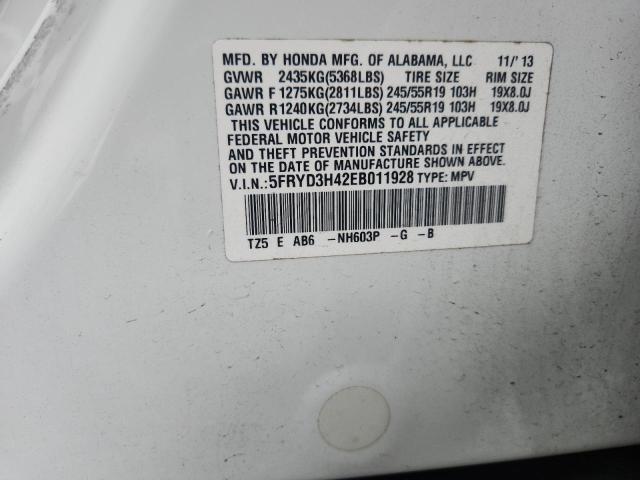 MFD. BY HONDA MFG. OF ALABAMA, LLC 11/'13
GVWR 2435KG(5368LBS) TIRE SIZE RIM SIZE
GAWR F 1275KG(2811LBS) 245/55R19 103H 19X8.0J
GAWR R1240KG(2734LBS) 245/55R19 103H 19X8.0J
THIS VEHICLE CONFORMS TO ALL APPLICABLE
FEDERAL MOTOR VEHICLE SAFETY
AND THEFT PREVENTION STANDARDS IN EFFECT
ON THE DATE OF MANUFACTURE SHOWN ABOVE.
V.I.N.:5FRYD3H42EB011928 TYPE: MPV
TZ5 E AB6 -NH603P -G -B